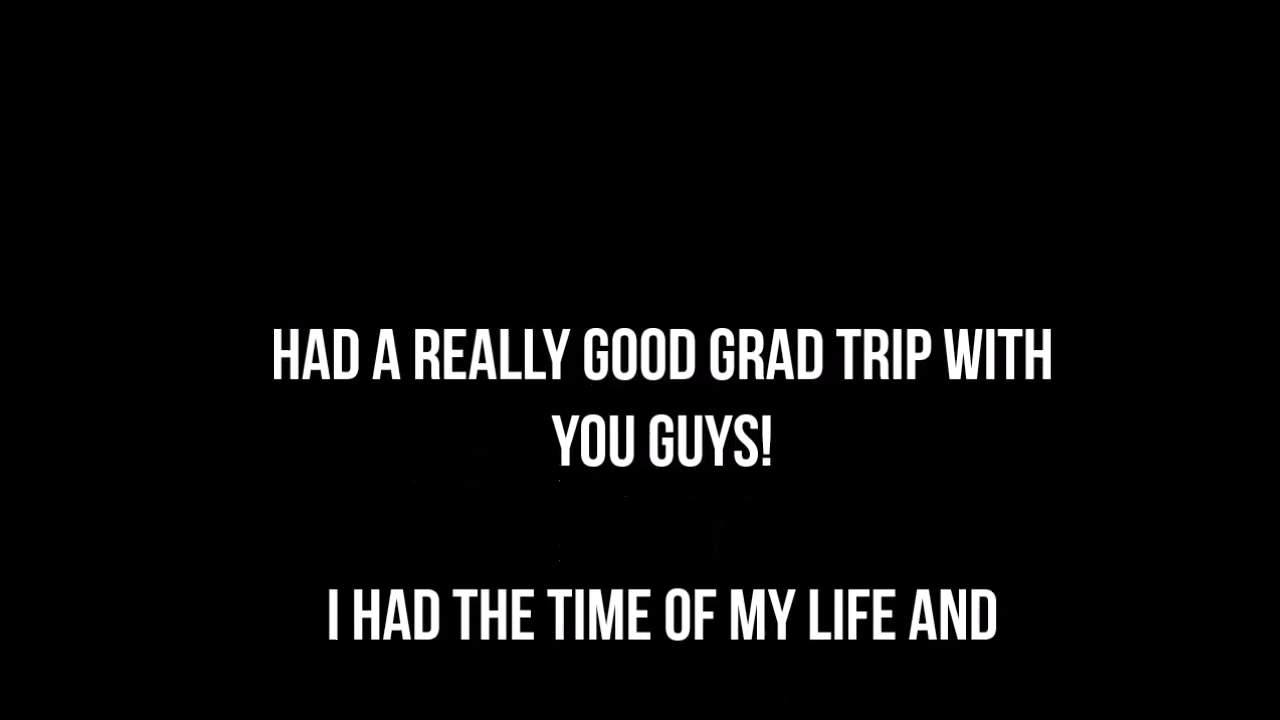 HAD A REALLY GOOD GRAD TRIP WITH
YOU GUYS!
I HAD THE TIME OF MY LIFE AND